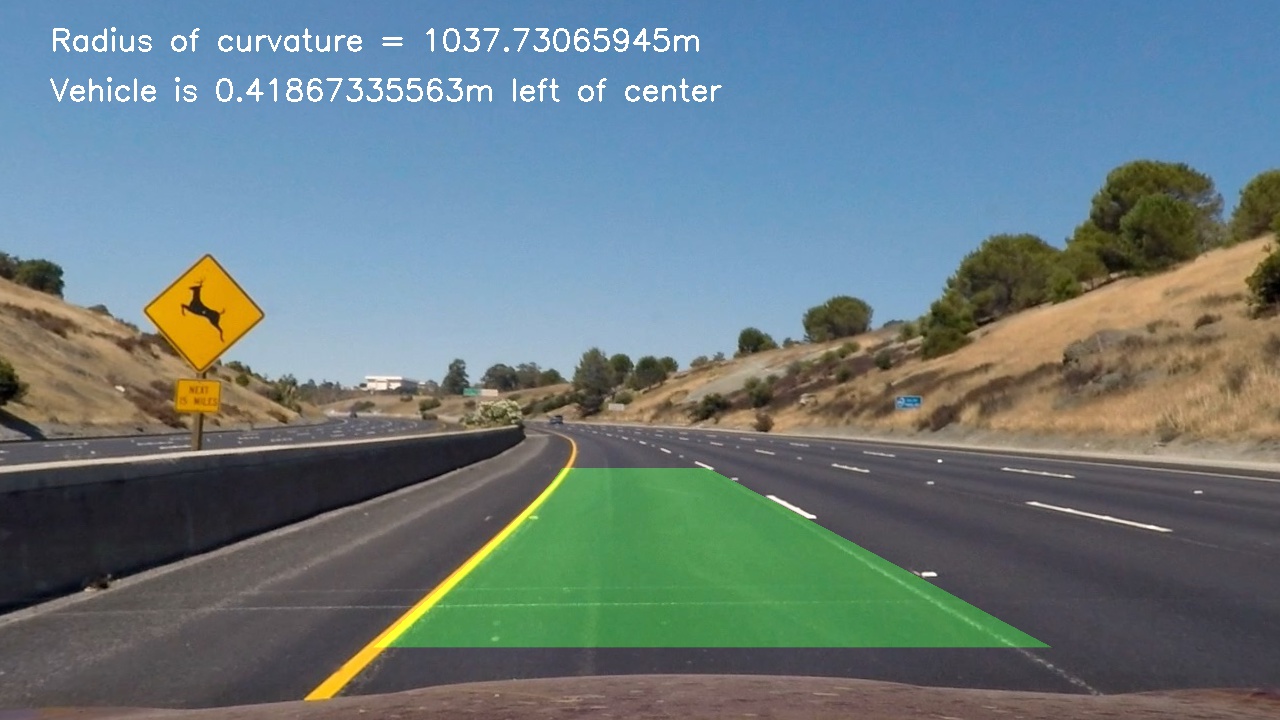 Radius of curvature = 1037.73065945m
Vehicle is 0.41867335563m left of center
NEXT
15 MILES